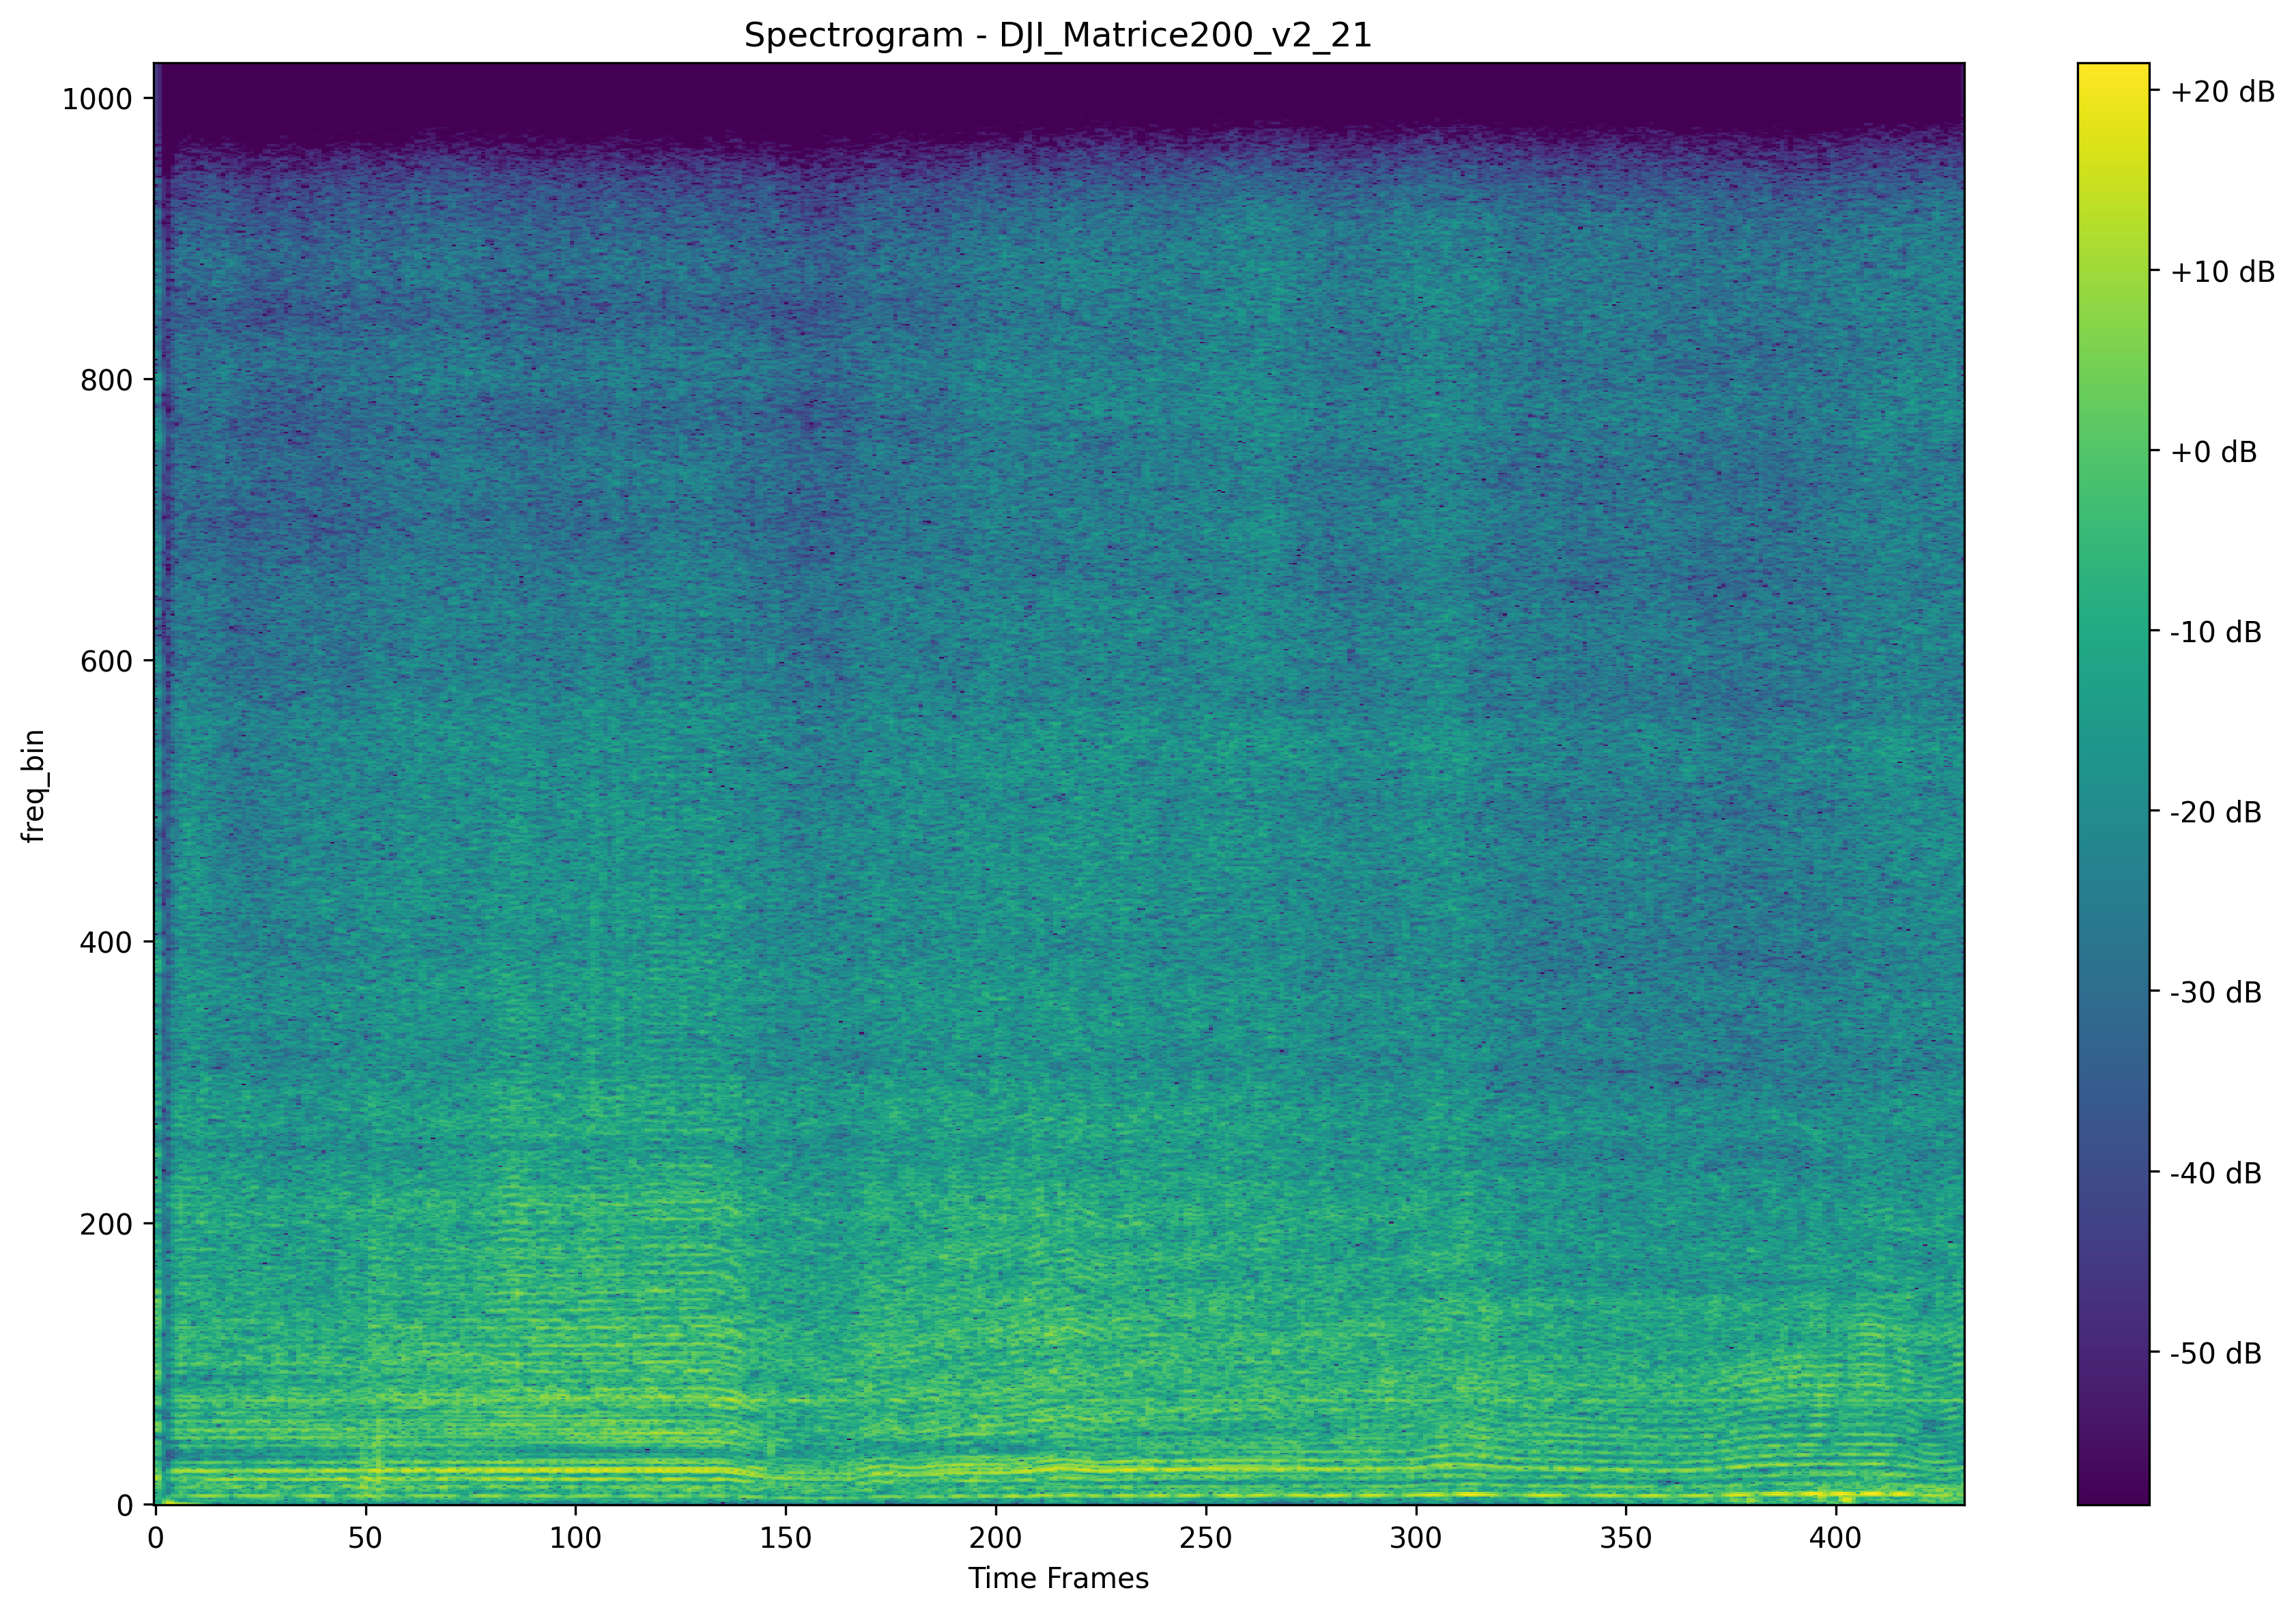 Spectrogram - DJI_Matrice200_v2_21
1000
800
600
400
200
0
freq_bin
0 50 100 150 200 250 300 350 400
Time Frames
+20 dB
+10 dB
+0 dB
-10 dB
-20 dB
-30 dB
-40 dB
-50 dB